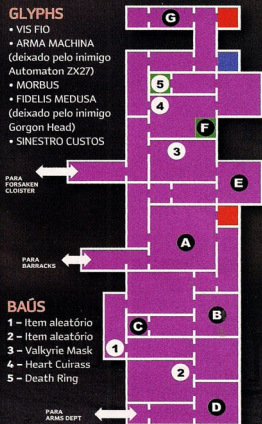 GLYPHS
• VIS FIO
• ARMA MACHINA
(deixado pelo inimigo
Automaton ZX27)
• MORBUS
• FIDELIS MEDUSA
(deixado pelo inimigo
Gorgon Head)
• SINESTRO CUSTOS
G
5
4
F
3
PARA
FORSAKEN
CLOISTER
E
A
PARA
BARRACKS
BAÚS
1 – Item aleatório
2 – Item aleatório
3 – Valkyrie Mask
4 – Heart Cuirass
5 – Death Ring
B
C
1
2
D
PARA
ARMS DEPT